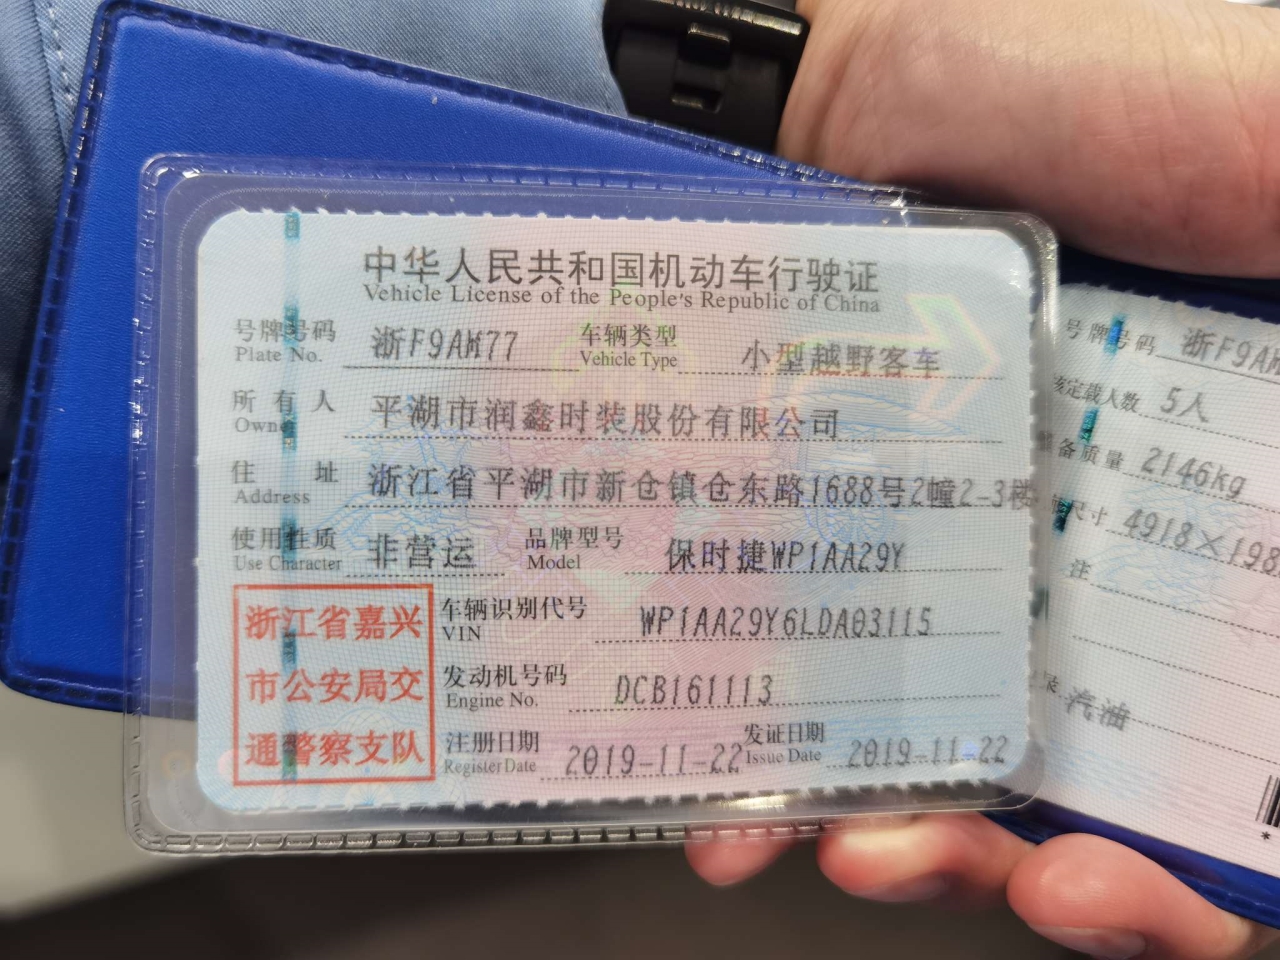 中华人民共和国机动车行驶证
Vehicle License of the People's Republic of China
号牌号码 浙F9AM77 车辆类型 小型越野客车
Plate No. Vehicle Type
所有人 平湖市润鑫时装股份有限公司
Owner
住址 浙江省平湖市新仓镇仓东路1688号2幢2-3楼
Address
使用性质 非营运 品牌型号 保时捷WP1AA29Y
Use Character Model
浙江省嘉兴
市公安局交
通警察支队
车辆识别代号 WP1AA29Y6LDA03115
VIN
发动机号码 DCB161113
Engine No.
注册日期 2019-11-22 发证日期 2019-11-22
Register Date Issue Date
号牌号码 浙F9AM
核定载人数 5人
备质量 2146kg
尺寸 4918×198
注
汽油
*